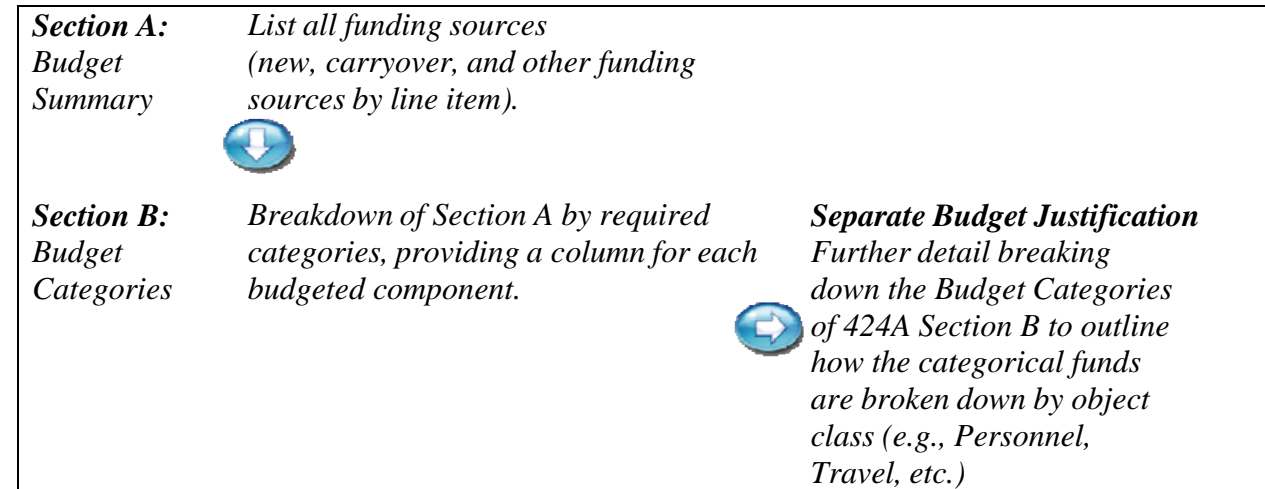 Section A: List all funding sources
Budget (new, carryover, and other funding
Summary sources by line item).
Section B: Breakdown of Section A by required Separate Budget Justification
Budget categories, providing a column for each Further detail breaking
Categories budgeted component. down the Budget Categories
of 424A Section B to outline
how the categorical funds
are broken down by object
class (e.g., Personnel,
Travel, etc.)